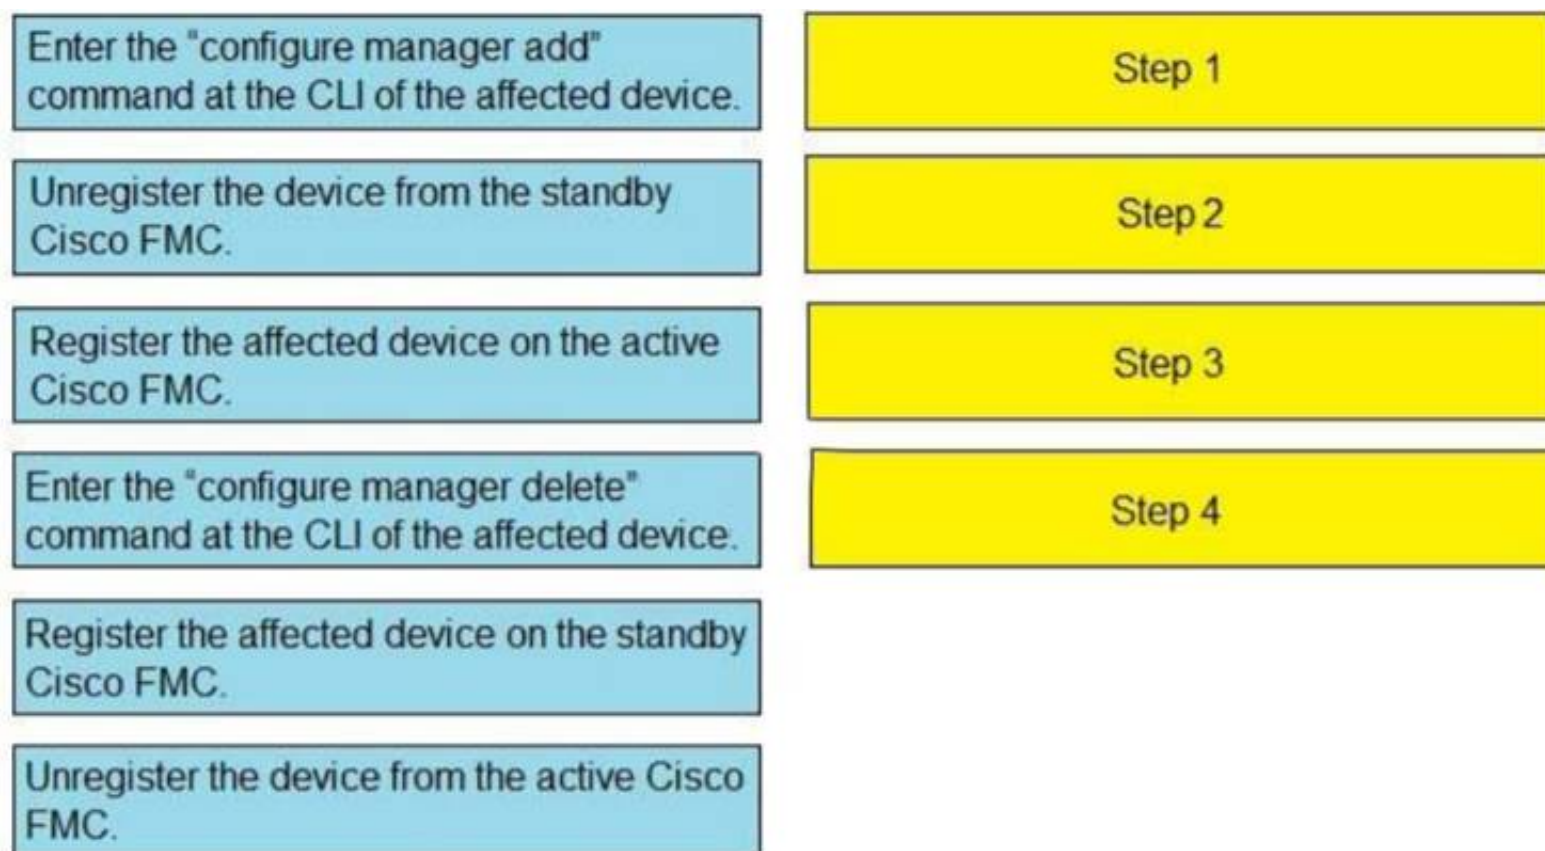 Enter the "configure manager add"
command at the CLI of the affected device.
Step 1
Unregister the device from the standby
Cisco FMC.
Step 2
Register the affected device on the active
Cisco FMC.
Step 3
Enter the "configure manager delete"
command at the CLI of the affected device.
Step 4
Register the affected device on the standby
Cisco FMC.
Unregister the device from the active Cisco
FMC.